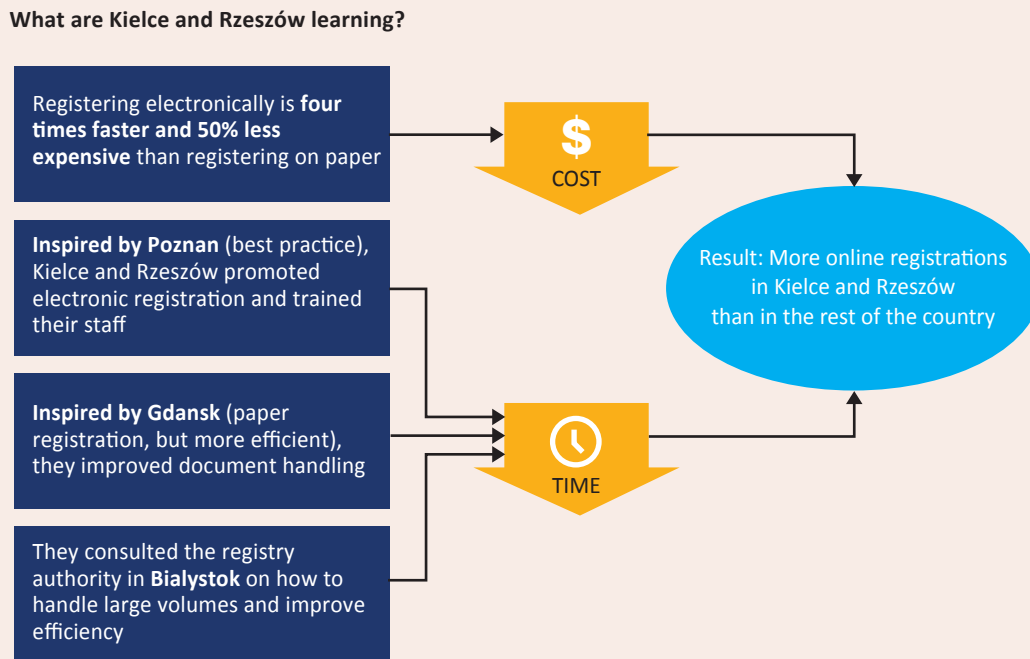 What are Kielce and Rzeszów learning?
Registering electronically is four
times faster and 50% less
expensive than registering on paper
$
COST
Inspired by Poznan (best practice),
Kielce and Rzeszów promoted
electronic registration and trained
their staff
Result: More online registrations
in Kielce and Rzeszów
than in the rest of the country
Inspired by Gdansk (paper
registration, but more efficient),
they improved document handling
TIME
They consulted the registry
authority in Bialystok on how to
handle large volumes and improve
efficiency